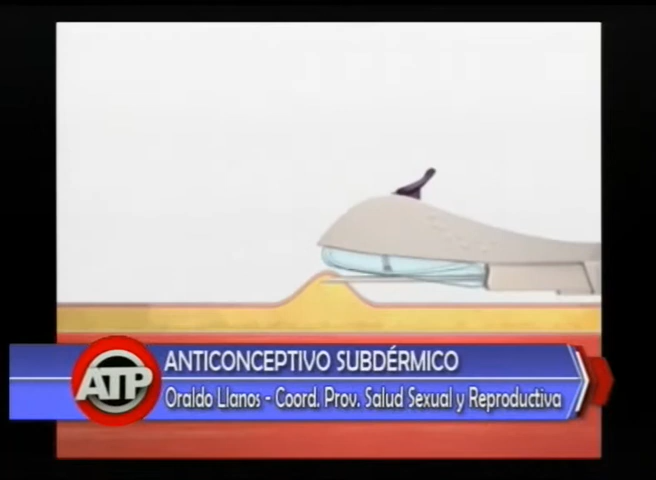 ANTICONCEPTIVO SUBDÉRMICO
ATP
Oraldo Llanos - Coord. Prov. Salud Sexual y Reproductiva